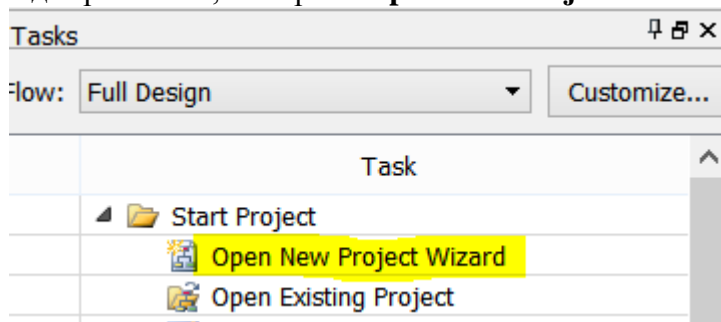 Tasks
Flow: Full Design Customize...
Task
Start Project
Open New Project Wizard
Open Existing Project